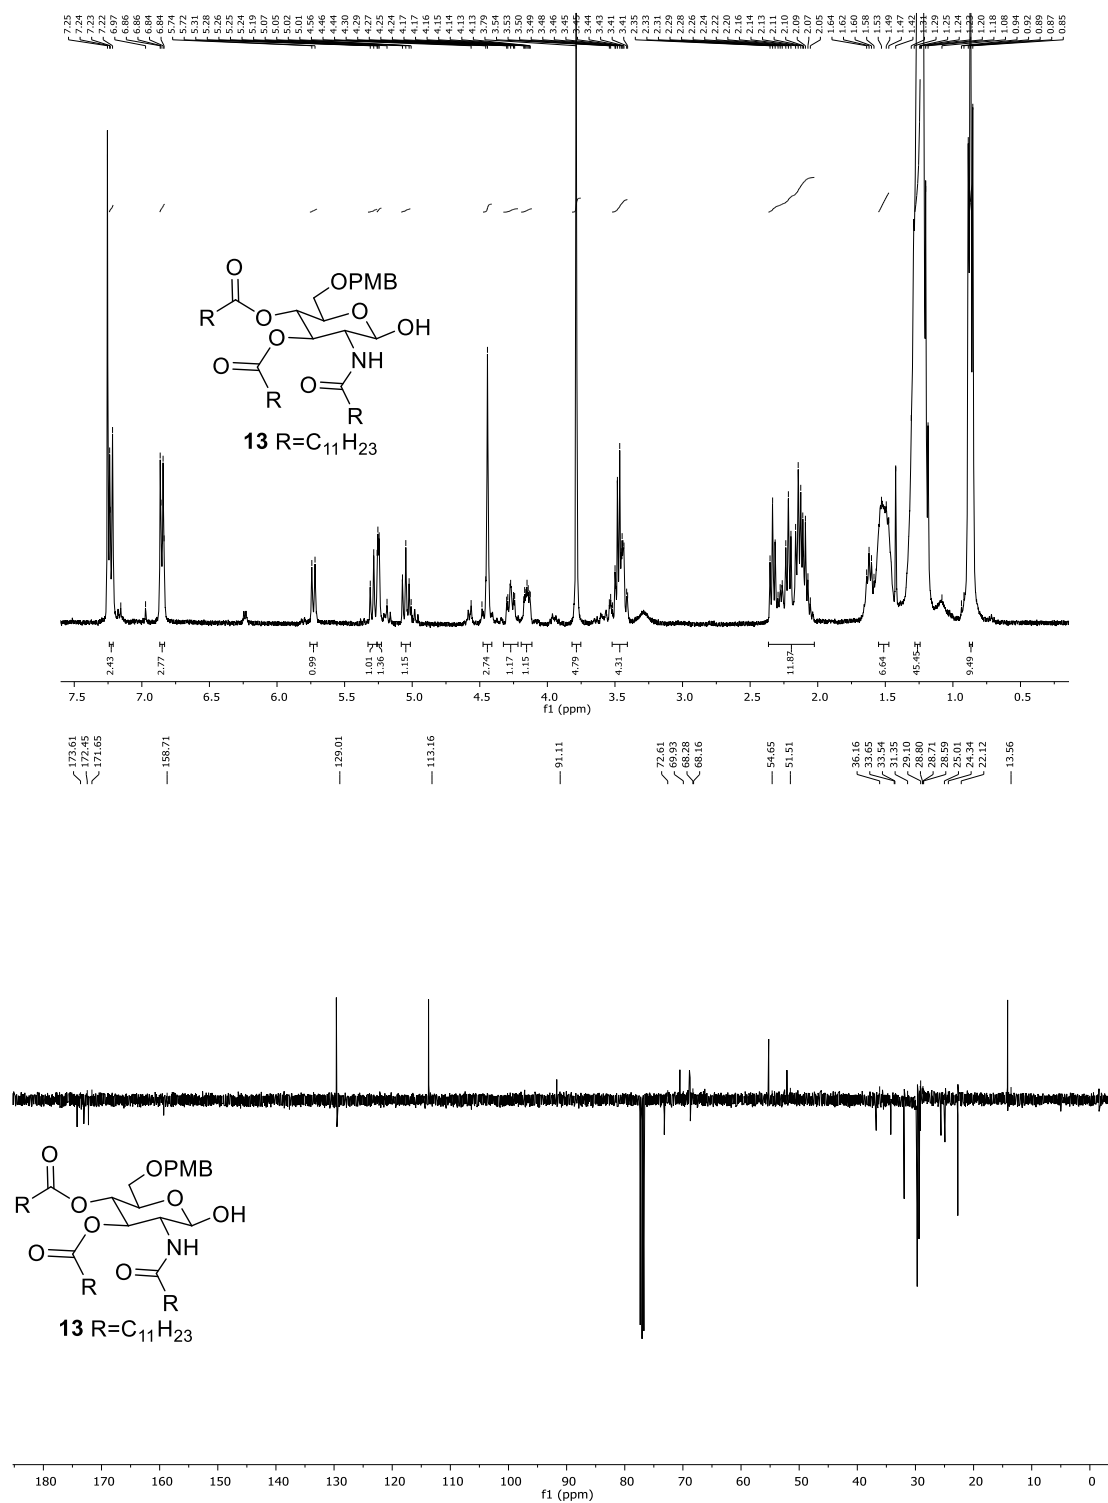 7.25 7.24 7.23 7.22 6.97 6.86 6.86 6.84 6.84 5.74 5.72 5.31 5.28 5.26 5.25 5.24 5.19 5.07 5.05 5.02 5.01 4.56 4.46 4.44 4.30 4.29 4.27 4.25 4.24 4.17 4.17 4.16 4.15 4.14 4.13 4.13 3.79 3.54 3.53 3.50 3.49 3.48 3.46 3.45 3.45 3.44 3.43 3.41 3.41 2.35 2.33 2.31 2.29 2.28 2.26 2.24 2.22 2.20 2.16 2.14 2.13 2.11 2.10 2.09 2.07 2.05 1.64 1.62 1.60 1.58 1.53 1.49 1.47 1.42 1.31 1.29 1.25 1.24 1.23 1.20 1.18 1.08 0.94 0.92 0.89 0.87 0.85
O
OPMB
R
O
O
OH
O
O
NH
O
R
R
13 R=C₁₁H₂₃
2.43 2.77 0.99 1.01 1.36 1.15 2.74 1.17 1.15 4.79 4.31 11.87 6.64 45.45 9.49
7.5 7.0 6.5 6.0 5.5 5.0 4.5 4.0 3.5 3.0 2.5 2.0 1.5 1.0 0.5
f1 (ppm)
173.61 172.45 171.65 158.71 129.01 113.16 91.11 72.61 69.93 68.28 68.16 54.65 51.51 36.16 33.65 33.54 31.35 29.10 28.80 28.71 28.59 25.01 24.34 22.12 13.56
O
OPMB
R
O
O
OH
O
O
NH
R
O
R
13 R=C₁₁H₂₃
180 170 160 150 140 130 120 110 100 90 80 70 60 50 40 30 20 10 0
f1 (ppm)